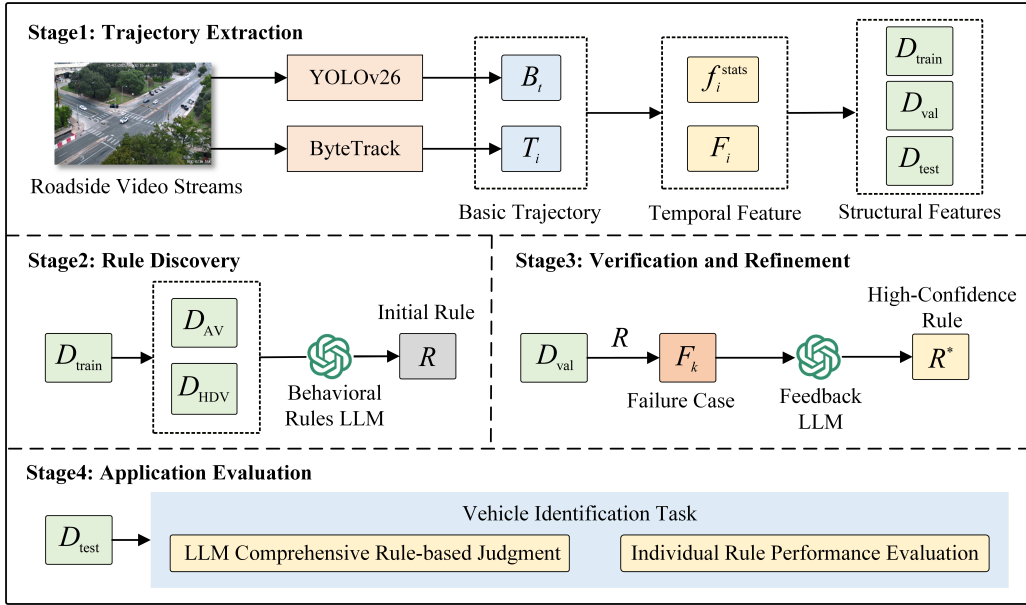 Stage1: Trajectory Extraction
YOLOv26
ByteTrack
Roadside Video Streams
B_t
T_i
Basic Trajectory
f_i^stats
F_i
Temporal Feature
D_train
D_val
D_test
Structural Features
Stage2: Rule Discovery
D_train
D_AV
D_HDV
Behavioral
Rules LLM
Initial Rule
R
Stage3: Verification and Refinement
D_val
R
F_k
Failure Case
Feedback
LLM
High-Confidence
Rule
R*
Stage4: Application Evaluation
D_test
Vehicle Identification Task
LLM Comprehensive Rule-based Judgment
Individual Rule Performance Evaluation